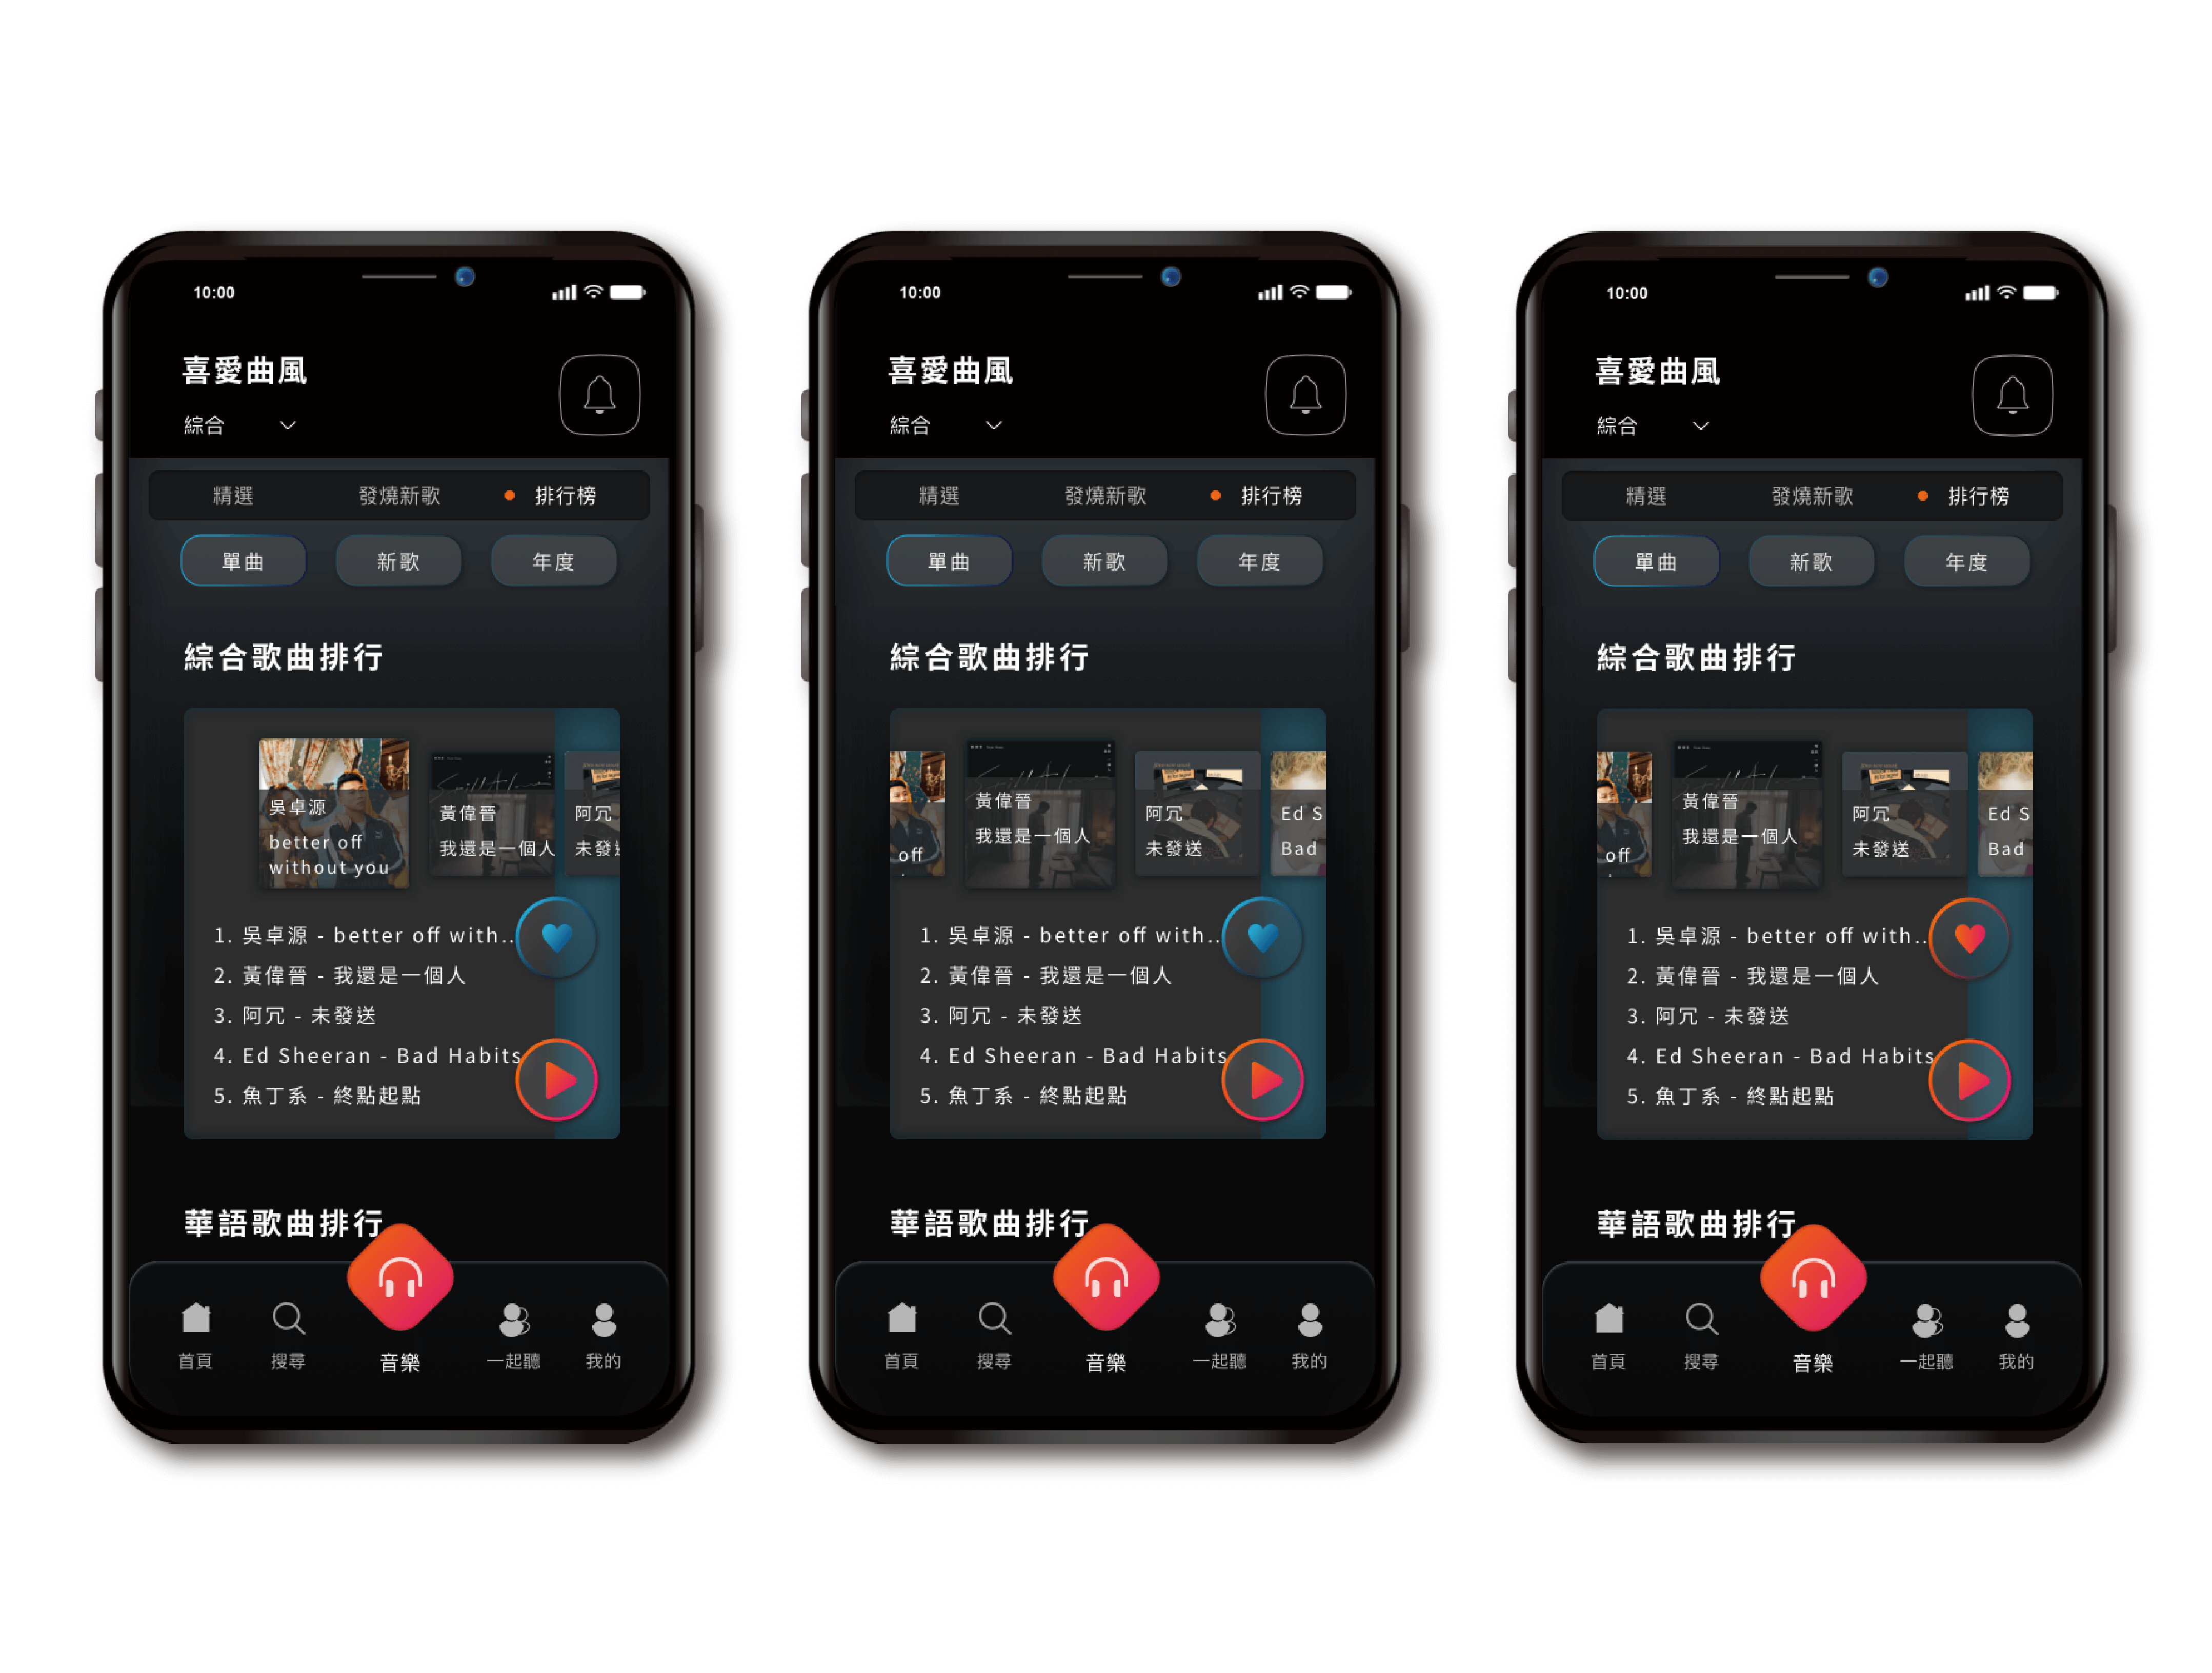 10:00
喜愛曲風
綜合
精選 發燒新歌 排行榜
單曲 新歌 年度
綜合歌曲排行
吳卓源
better off
without you
黃偉晉
我還是一個人
阿冗
未發
1. 吳卓源 - better off with..
2. 黃偉晉 - 我還是一個人
3. 阿冗 - 未發送
4. Ed Sheeran - Bad Habits
5. 魚丁糸 - 終點起點
華語歌曲排行
首頁 搜尋 音樂 一起聽 我的
10:00
喜愛曲風
綜合
精選 發燒新歌 排行榜
單曲 新歌 年度
綜合歌曲排行
off
黃偉晉
我還是一個人
阿冗
未發送
Ed S
Bad
1. 吳卓源 - better off with..
2. 黃偉晉 - 我還是一個人
3. 阿冗 - 未發送
4. Ed Sheeran - Bad Habits
5. 魚丁糸 - 終點起點
華語歌曲排行
首頁 搜尋 音樂 一起聽 我的
10:00
喜愛曲風
綜合
精選 發燒新歌 排行榜
單曲 新歌 年度
綜合歌曲排行
off
黃偉晉
我還是一個人
阿冗
未發送
Ed S
Bad
1. 吳卓源 - better off with..
2. 黃偉晉 - 我還是一個人
3. 阿冗 - 未發送
4. Ed Sheeran - Bad Habits
5. 魚丁糸 - 終點起點
華語歌曲排行
首頁 搜尋 音樂 一起聽 我的